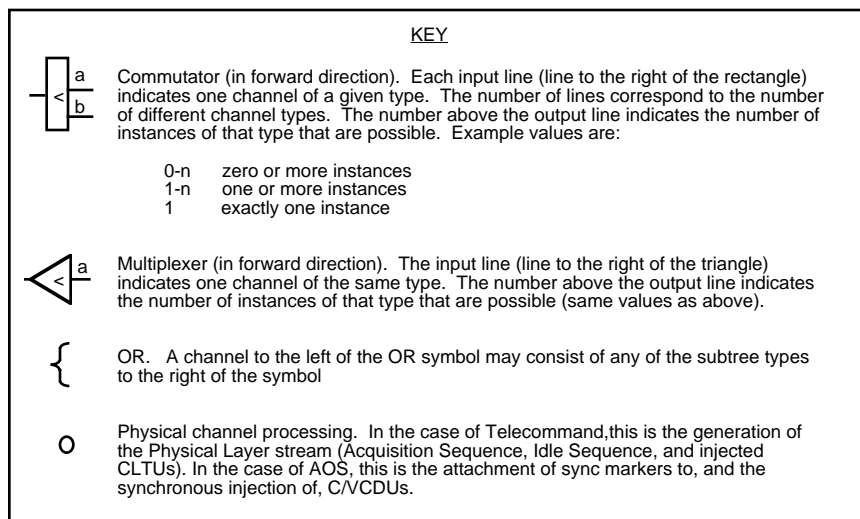 KEY
a
<
b
Commutator (in forward direction). Each input line (line to the right of the rectangle)
indicates one channel of a given type. The number of lines correspond to the number
of different channel types. The number above the output line indicates the number of
instances of that type that are possible. Example values are:
0-n zero or more instances
1-n one or more instances
1 exactly one instance
a
<
Multiplexer (in forward direction). The input line (line to the right of the triangle)
indicates one channel of the same type. The number above the output line indicates
the number of instances of that type that are possible (same values as above).
{
OR. A channel to the left of the OR symbol may consist of any of the subtree types
to the right of the symbol
Physical channel processing. In the case of Telecommand,this is the generation of
the Physical Layer stream (Acquisition Sequence, Idle Sequence, and injected
CLTUs). In the case of AOS, this is the attachment of sync markers to, and the
synchronous injection of, C/VCDUs.